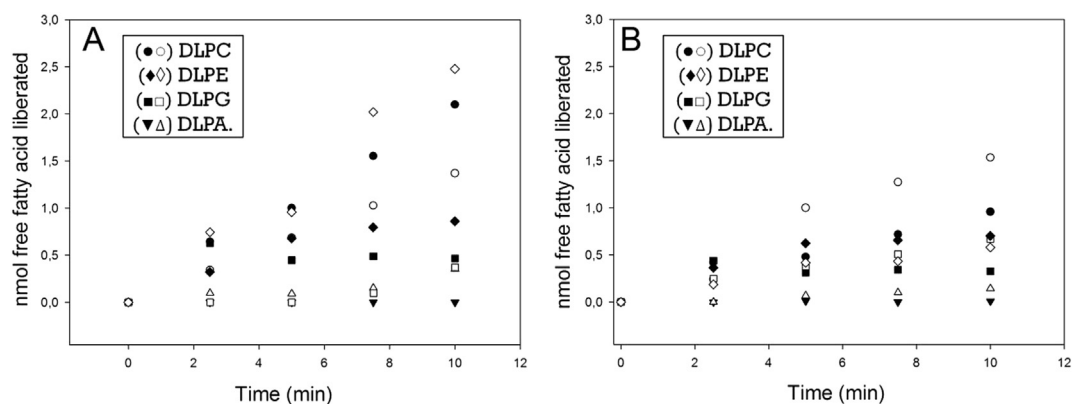 A
(●○) DLPC
(♦◊) DLPE
(■□) DLPG
(▼△) DLPA.
nmol free fatty acid liberated
3,0
2,5
2,0
1,5
1,0
0,5
0,0
0 2 4 6 8 10 12
Time (min)
B
(●○) DLPC
(♦◊) DLPE
(■□) DLPG
(▼△) DLPA.
nmol free fatty acid liberated
3,0
2,5
2,0
1,5
1,0
0,5
0,0
0 2 4 6 8 10 12
Time (min)